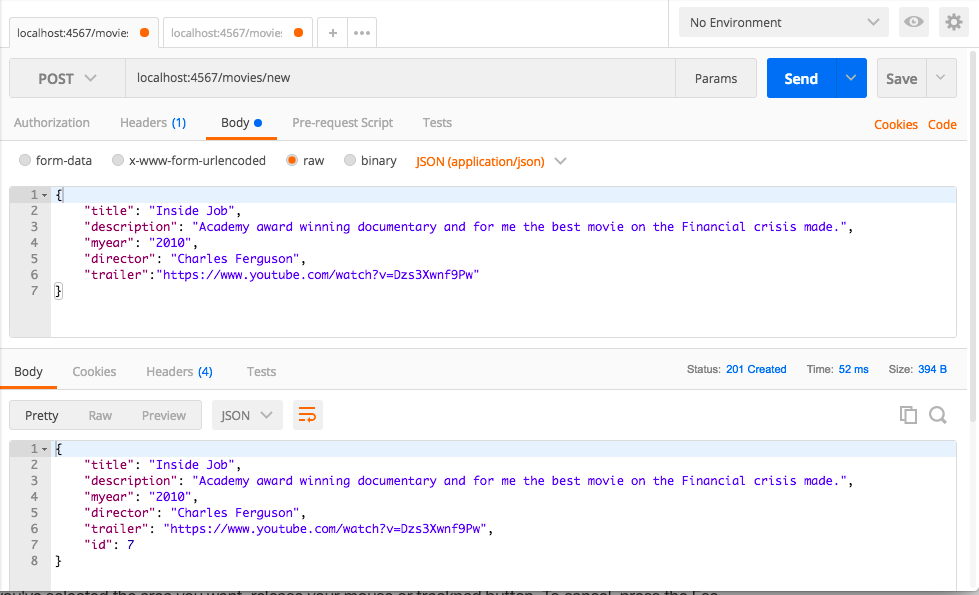 localhost:4567/movies localhost:4567/movies + •••
No Environment
POST localhost:4567/movies/new Params Send Save
Authorization Headers (1) Body Pre-request Script Tests Cookies Code
form-data x-www-form-urlencoded raw binary JSON (application/json)
1 {
2 "title": "Inside Job",
3 "description": "Academy award winning documentary and for me the best movie on the Financial crisis made.",
4 "myear": "2010",
5 "director": "Charles Ferguson",
6 "trailer":"https://www.youtube.com/watch?v=Dzs3Xwnf9Pw"
7 }
Body Cookies Headers (4) Tests Status: 201 Created Time: 52 ms Size: 394 B
Pretty Raw Preview JSON
1 {
2 "title": "Inside Job",
3 "description": "Academy award winning documentary and for me the best movie on the Financial crisis made.",
4 "myear": "2010",
5 "director": "Charles Ferguson",
6 "trailer": "https://www.youtube.com/watch?v=Dzs3Xwnf9Pw",
7 "id": 7
8 }